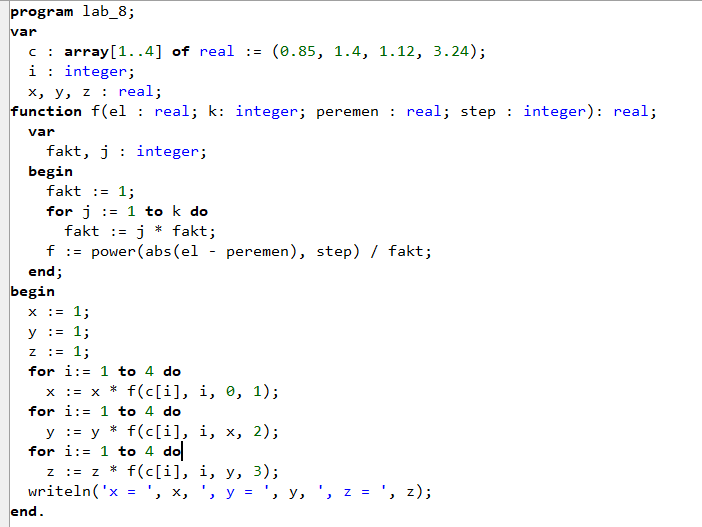 program lab_8;
var
  c : array[1..4] of real := (0.85, 1.4, 1.12, 3.24);
  i : integer;
  x, y, z : real;
function f(el : real; k: integer; peremen : real; step : integer): real;
  var
    fakt, j : integer;
  begin
    fakt := 1;
    for j := 1 to k do
      fakt := j * fakt;
    f := power(abs(el - peremen), step) / fakt;
  end;
begin
  x := 1;
  y := 1;
  z := 1;
  for i:= 1 to 4 do
    x := x * f(c[i], i, 0, 1);
  for i:= 1 to 4 do
    y := y * f(c[i], i, x, 2);
  for i:= 1 to 4 do
    z := z * f(c[i], i, y, 3);
  writeln('x = ', x, ', y = ', y, ', z = ', z);
end.